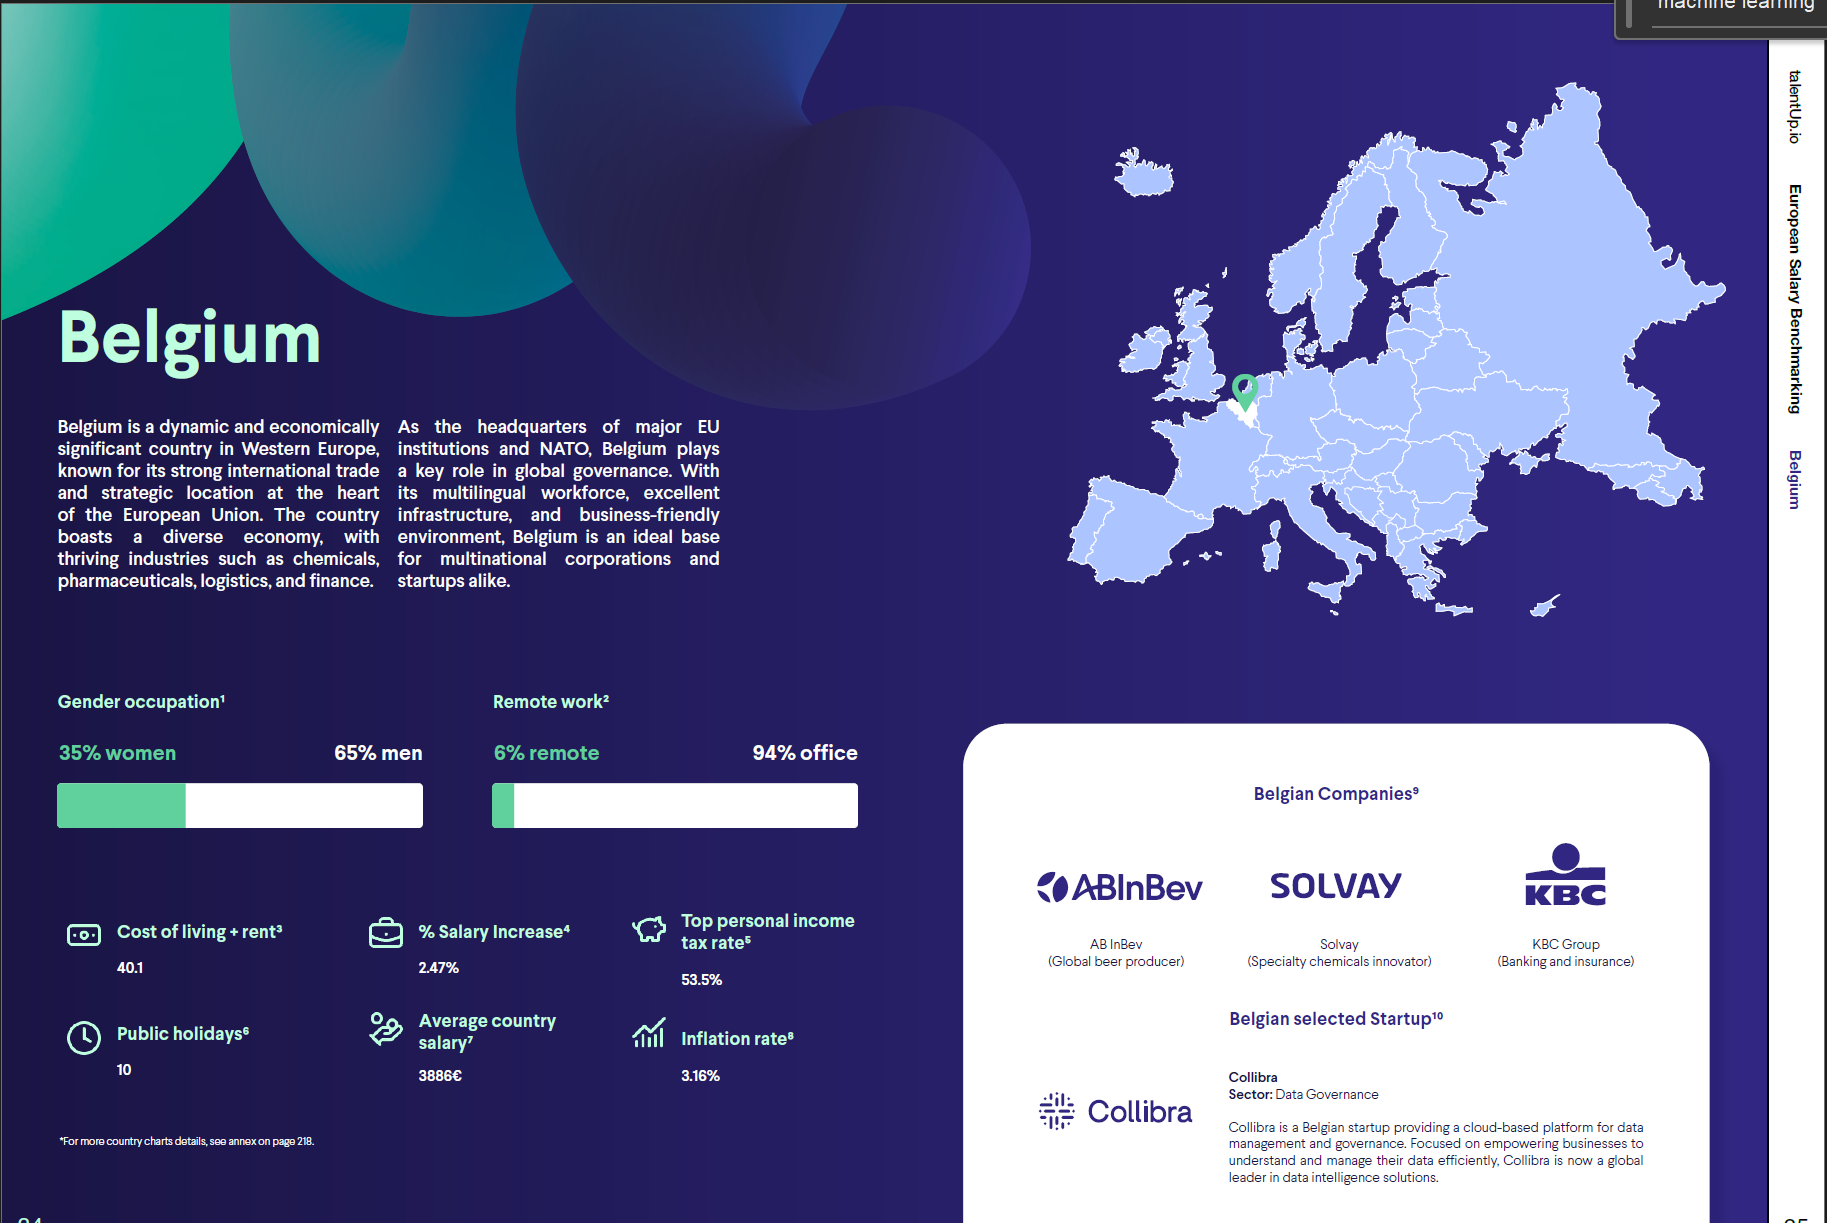 machine learning
talentUp.io
European Salary Benchmarking
Belgium
Belgium
Belgium is a dynamic and economically
significant country in Western Europe,
known for its strong international trade
and strategic location at the heart
of the European Union. The country
boasts a diverse economy, with
thriving industries such as chemicals,
pharmaceuticals, logistics, and finance.
As the headquarters of major EU
institutions and NATO, Belgium plays
a key role in global governance. With
its multilingual workforce, excellent
infrastructure, and business-friendly
environment, Belgium is an ideal base
for multinational corporations and
startups alike.
Gender occupation¹
35% women 65% men
Remote work²
6% remote 94% office
Cost of living + rent³
40.1
% Salary Increase⁴
2.47%
Top personal income
tax rate⁵
53.5%
Public holidays⁶
10
Average country
salary⁷
3886€
Inflation rate⁸
3.16%
*For more country charts details, see annex on page 218.
Belgian Companies⁹
ABInBev
SOLVAY
KBC
AB InBev
(Global beer producer)
Solvay
(Specialty chemicals innovator)
KBC Group
(Banking and insurance)
Belgian selected Startup¹⁰
Collibra
Collibra
Sector: Data Governance
Collibra is a Belgian startup providing a cloud-based platform for data
management and governance. Focused on empowering businesses to
understand and manage their data efficiently, Collibra is now a global
leader in data intelligence solutions.